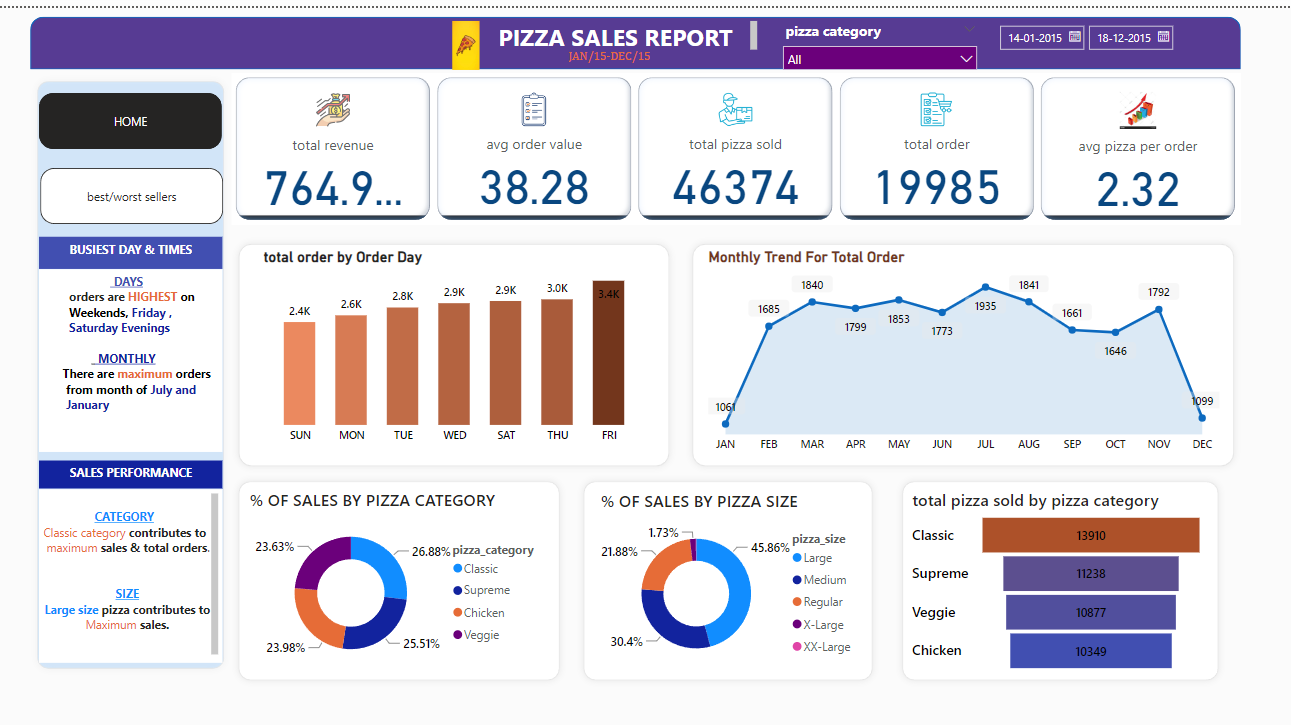 PIZZA SALES REPORT
JAN/15-DEC/15
pizza category
All
14-01-2015
18-12-2015
HOME
best/worst sellers
BUSIEST DAY & TIMES
DAYS
orders are HIGHEST on
Weekends, Friday ,
Saturday Evenings
MONTHLY
There are maximum orders
from month of July and
January
SALES PERFORMANCE
CATEGORY
Classic category contributes to
maximum sales & total orders.
SIZE
Large size pizza contributes to
Maximum sales.
total revenue
764.9...
avg order value
38.28
total pizza sold
46374
total order
19985
avg pizza per order
2.32
total order by Order Day
2.4K
2.6K
2.8K
2.9K
2.9K
3.0K
3.4K
SUN
MON
TUE
WED
SAT
THU
FRI
Monthly Trend For Total Order
1061
1685
1840
1799
1853
1773
1935
1841
1661
1646
1792
1099
JAN
FEB
MAR
APR
MAY
JUN
JUL
AUG
SEP
OCT
NOV
DEC
% OF SALES BY PIZZA CATEGORY
23.63%
26.88%
23.98%
25.51%
pizza_category
Classic
Supreme
Chicken
Veggie
% OF SALES BY PIZZA SIZE
1.73%
21.88%
45.86%
30.4%
pizza_size
Large
Medium
Regular
X-Large
XX-Large
total pizza sold by pizza category
Classic
13910
Supreme
11238
Veggie
10877
Chicken
10349